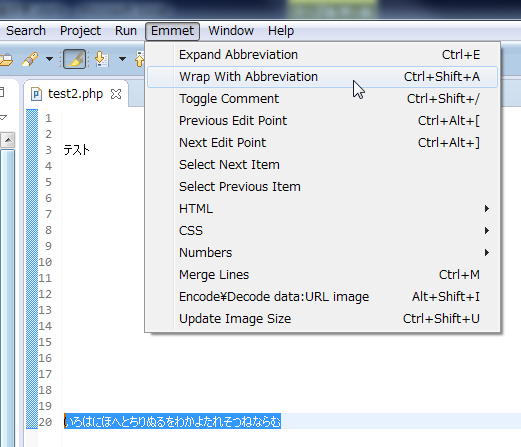 Search Project Run Emmet Window Help
test2.php
Expand Abbreviation Ctrl+E
Wrap With Abbreviation Ctrl+Shift+A
Toggle Comment Ctrl+Shift+/
Previous Edit Point Ctrl+Alt+[
Next Edit Point Ctrl+Alt+]
Select Next Item
Select Previous Item
HTML
CSS
Numbers
Merge Lines Ctrl+M
Encode¥Decode data:URL image Alt+Shift+I
Update Image Size Ctrl+Shift+U
1
2
3 テスト
4
5
6
7
8
9
10
11
12
13
14
15
16
17
18
19
20 いろはにほへとちりぬるをわかよたれそつねならむ